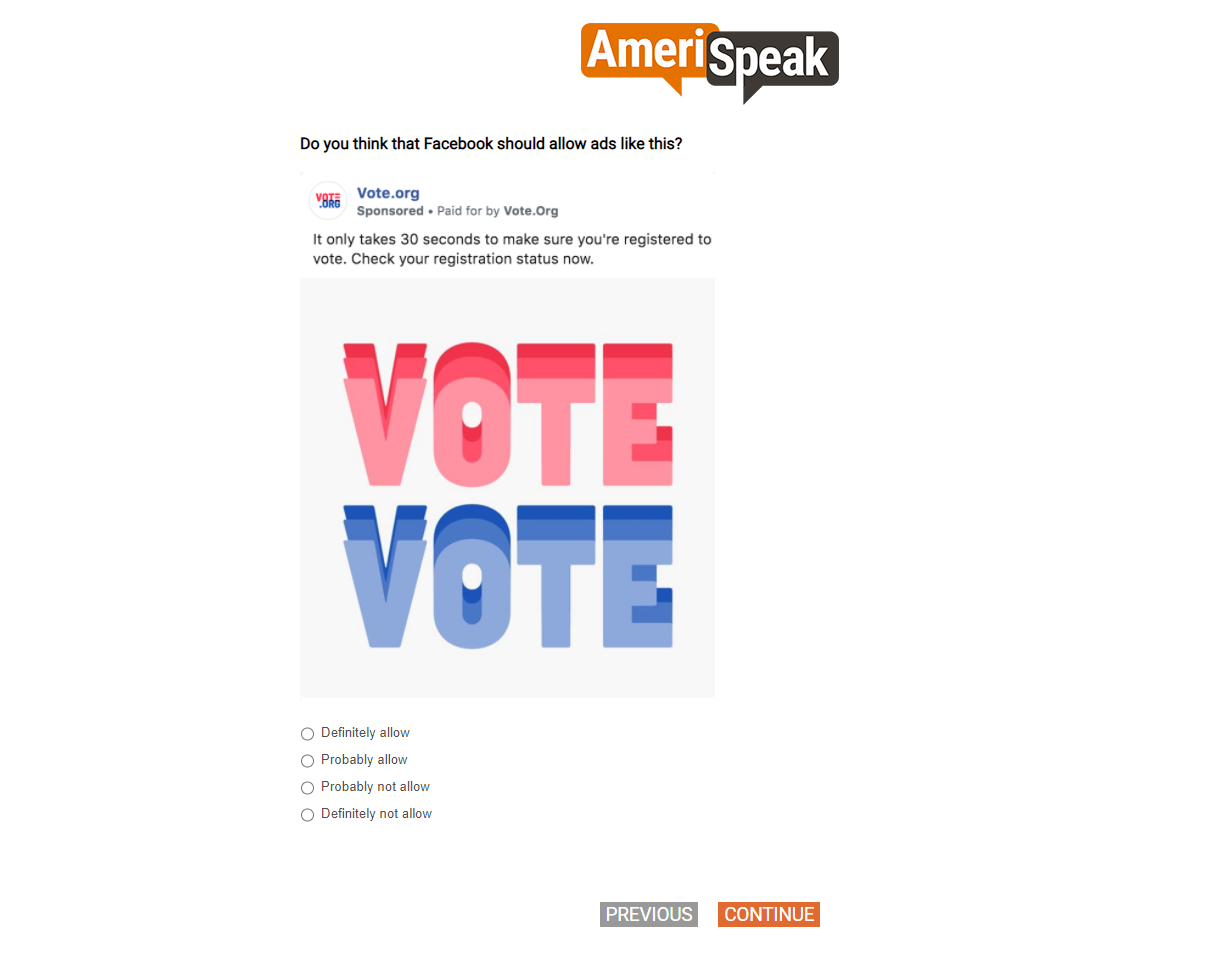 AmeriSpeak
Do you think that Facebook should allow ads like this?
VOTE
.ORG
Vote.org
Sponsored • Paid for by Vote.Org
It only takes 30 seconds to make sure you're registered to
vote. Check your registration status now.
VOTE
VOTE
Definitely allow
Probably allow
Probably not allow
Definitely not allow
PREVIOUS CONTINUE